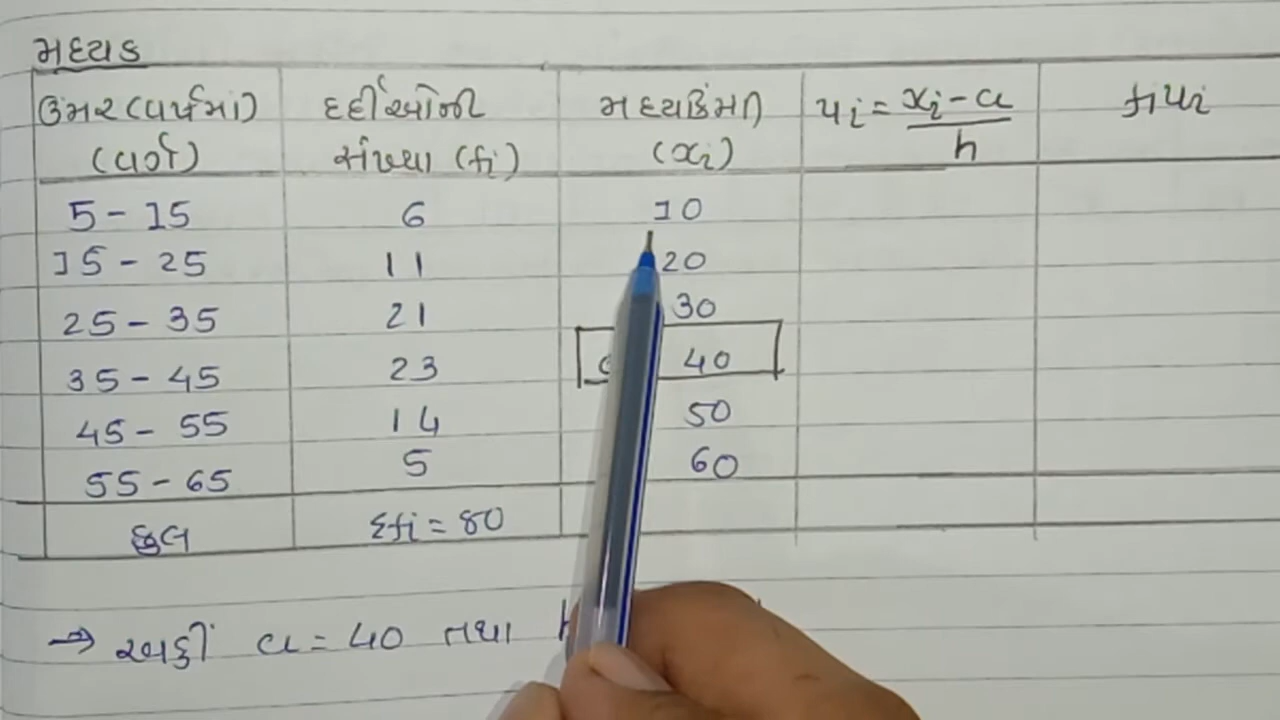 મધ્યક
ઉંમર (વર્ષમાં) દર્દીઓની મધ્યકિંમત yi = xi - a / h fiyi
(વર્ગ) સંખ્યા (fi) (xi)
5 - 15 6 10
15 - 25 11 20
25 - 35 21 30
35 - 45 23 40
45 - 55 14 50
55 - 65 5 60
કુલ Σfi = 80
→ અહીં a = 40 તથા